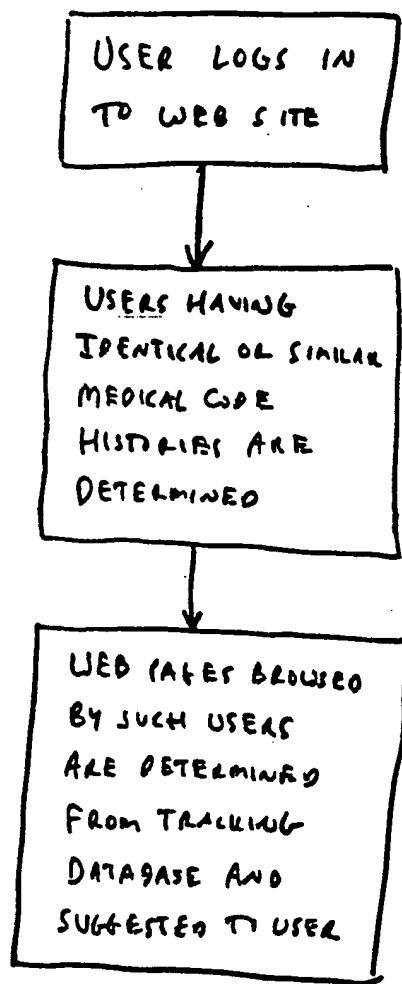 USER LOGS IN
TO WEB SITE
USERS HAVING
IDENTICAL OR SIMILAR
MEDICAL CODE
HISTORIES ARE
DETERMINED
WEB PAGES BROWSED
BY SUCH USERS
ARE DETERMINED
FROM TRACKING
DATABASE AND
SUGGESTED TO USER